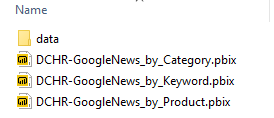 Name
data
DCHR-GoogleNews_by_Category.pbix
DCHR-GoogleNews_by_Keyword.pbix
DCHR-GoogleNews_by_Product.pbix